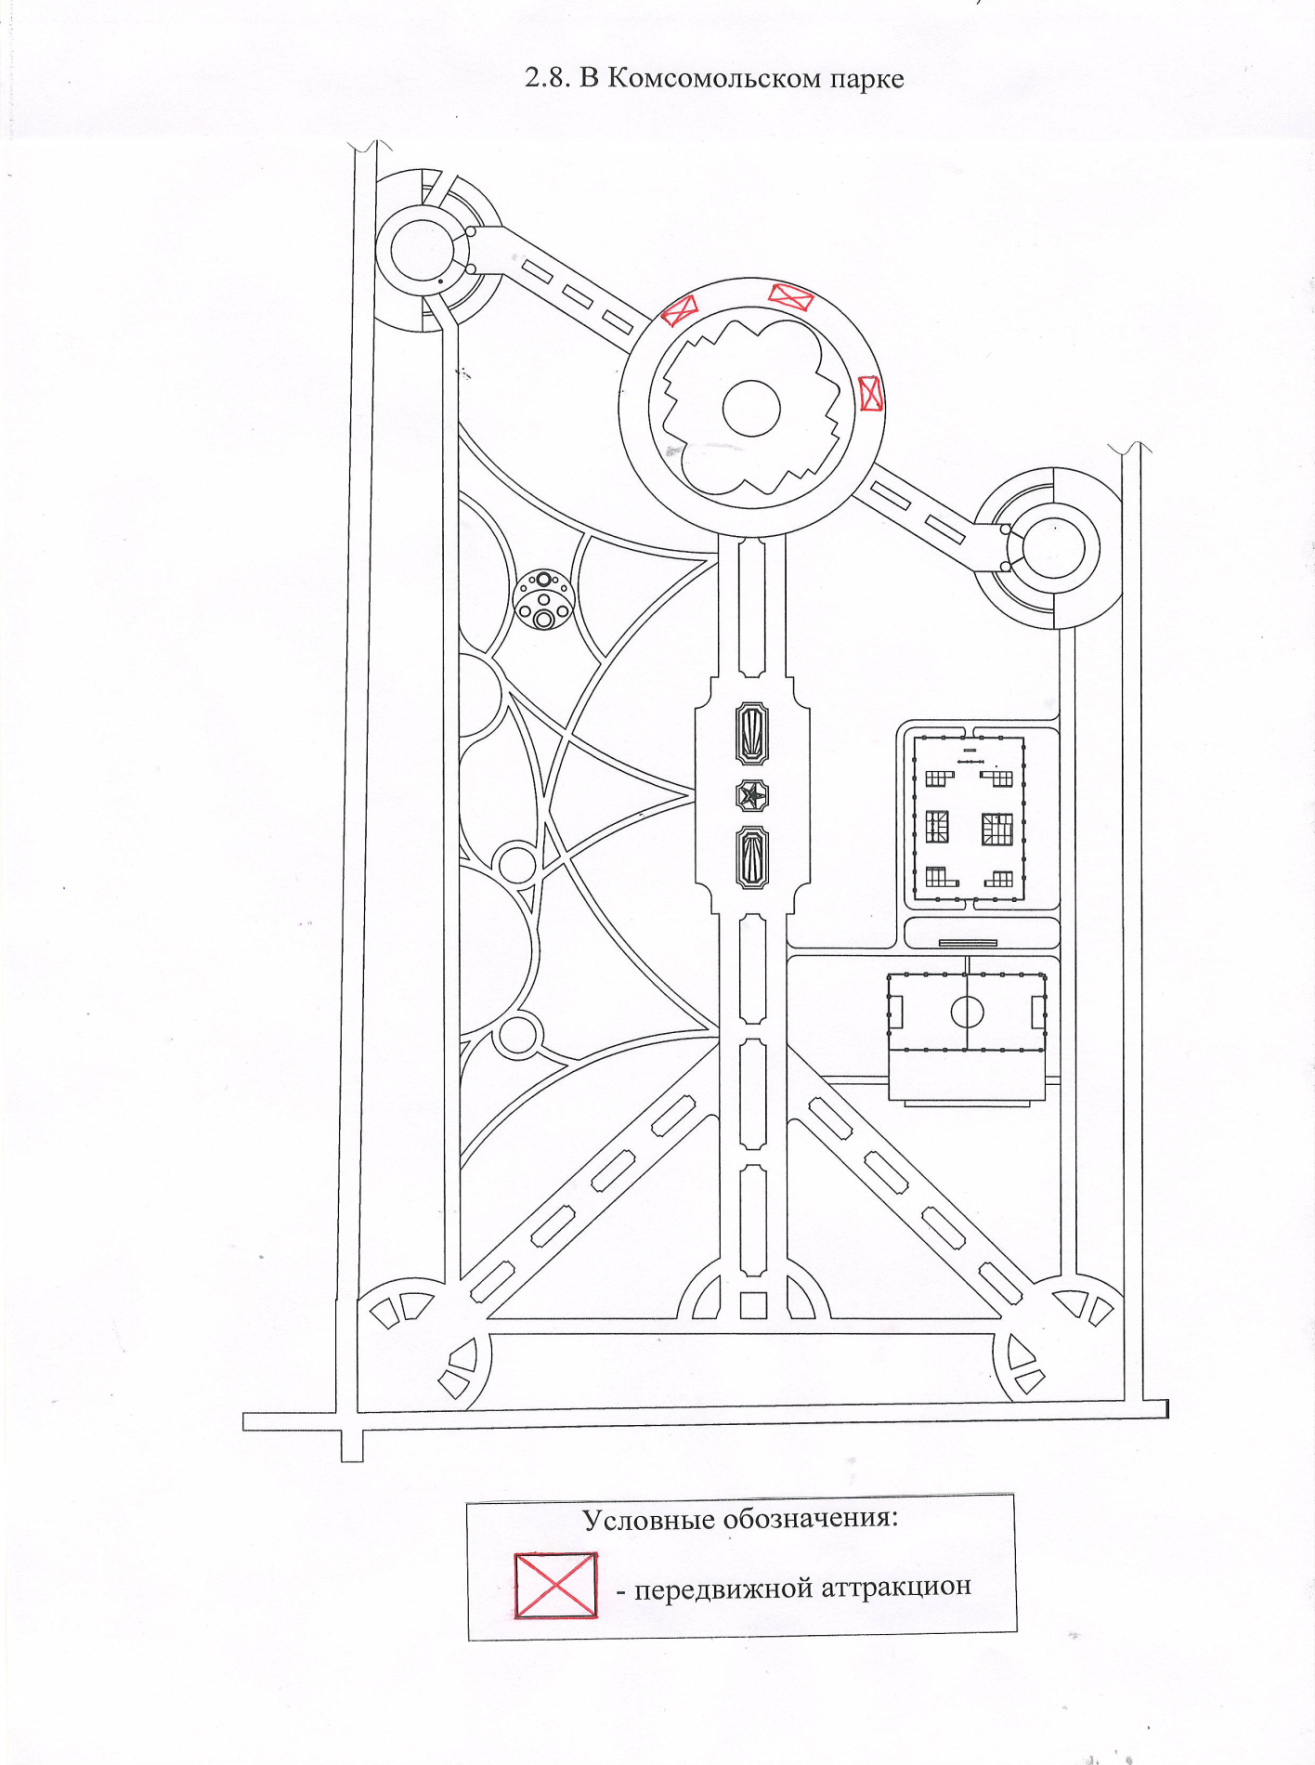 2.8. В Комсомольском парке
Условные обозначения:
- передвижной аттракцион